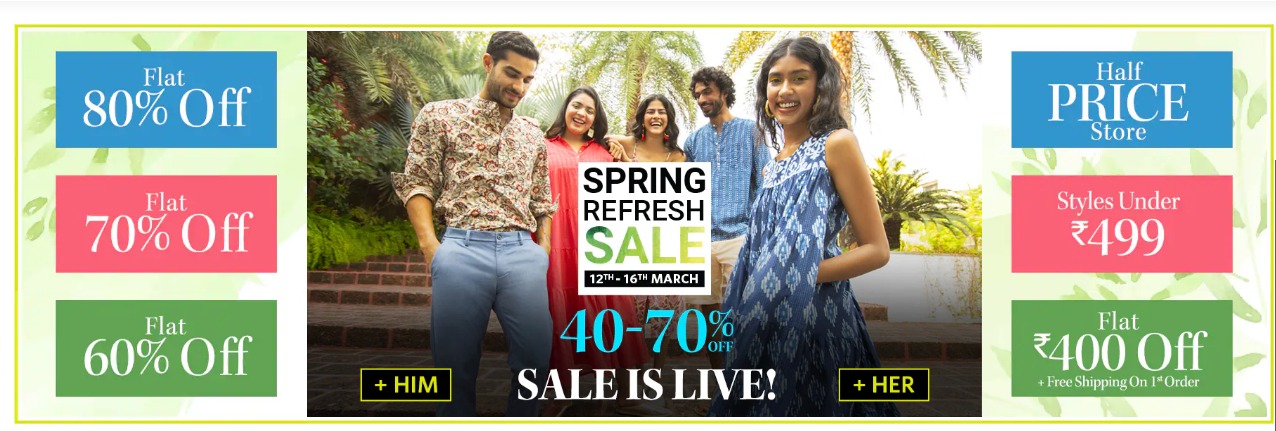 Flat
80% Off
Flat
70% Off
Flat
60% Off
SPRING
REFRESH
SALE
12TH - 16TH MARCH
40-70% OFF
SALE IS LIVE!
+ HIM
+ HER
Half
PRICE
Store
Styles Under
₹499
Flat
₹400 Off
+ Free Shipping On 1st Order